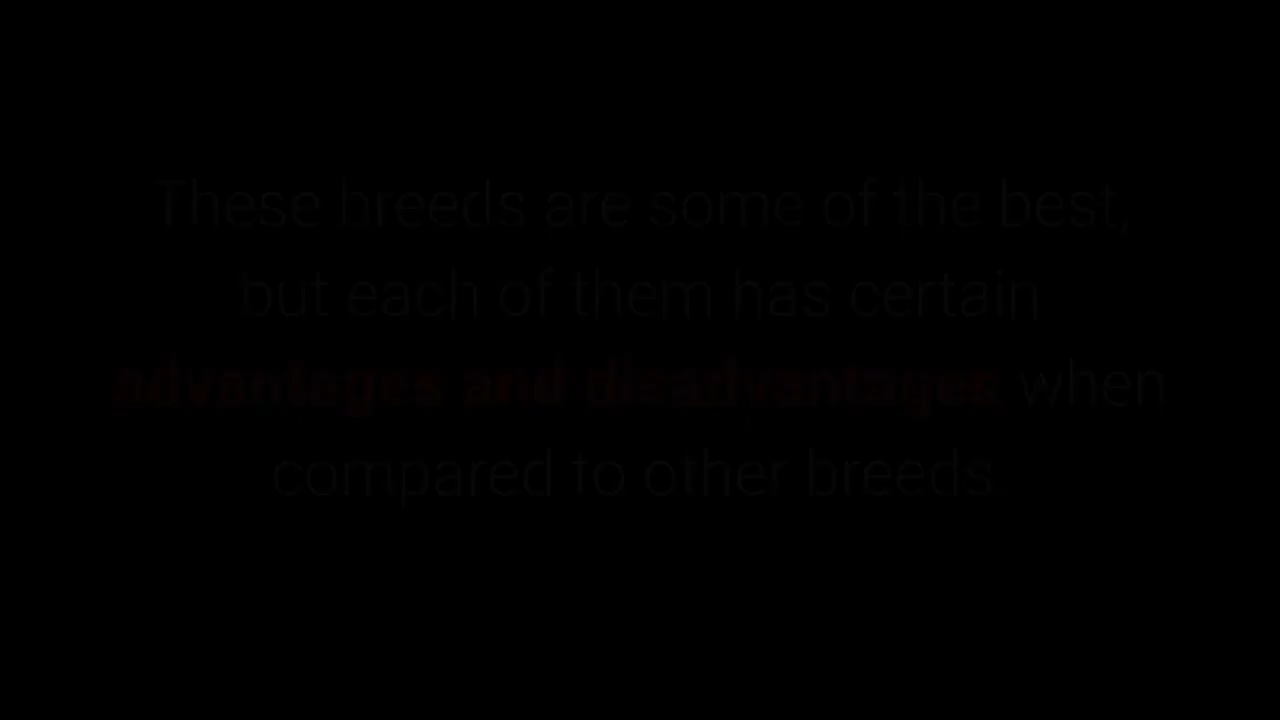 These breeds are some of the best,
but each of them has certain
advantages and disadvantages when
compared to other breeds.